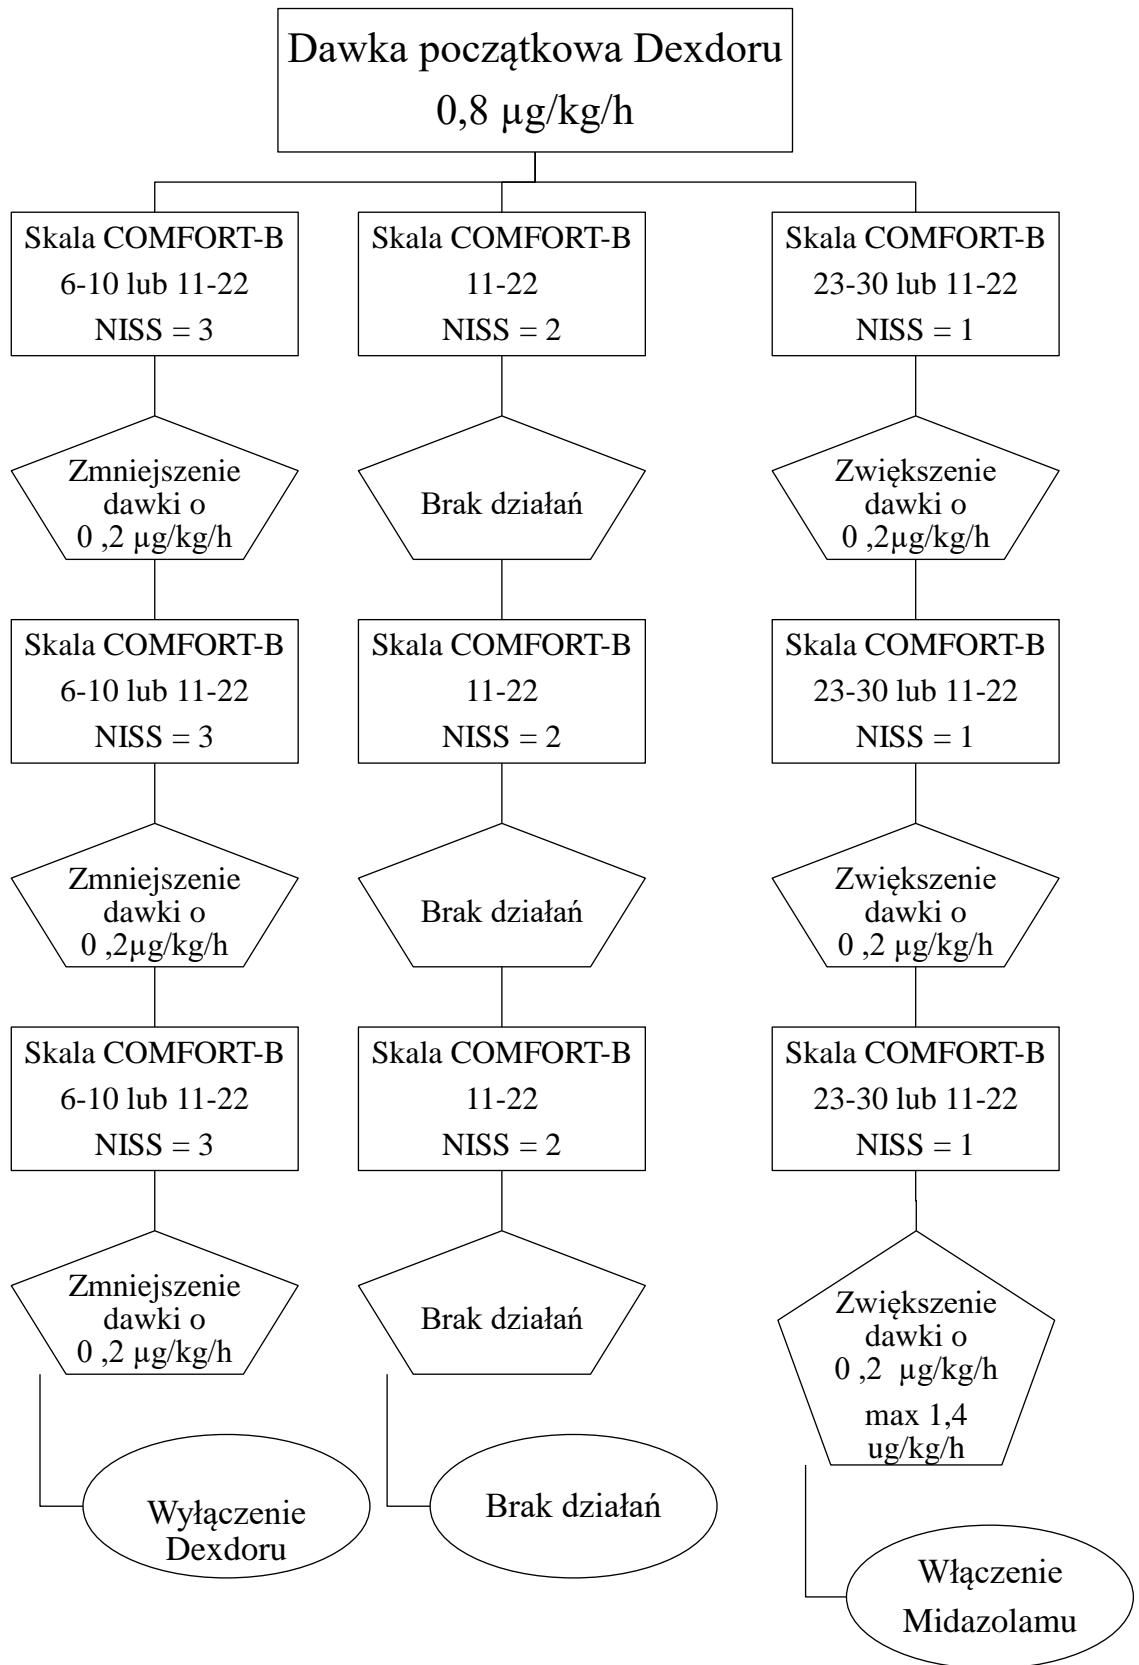 Dawka początkowa Dexdoru
0,8 µg/kg/h
Skala COMFORT-B
6-10 lub 11-22
NISS = 3
Skala COMFORT-B
11-22
NISS = 2
Skala COMFORT-B
23-30 lub 11-22
NISS = 1
Zmniejszenie
dawki o
0 ,2 µg/kg/h
Brak działań
Zwiększenie
dawki o
0 ,2µg/kg/h
Skala COMFORT-B
6-10 lub 11-22
NISS = 3
Skala COMFORT-B
11-22
NISS = 2
Skala COMFORT-B
23-30 lub 11-22
NISS = 1
Zmniejszenie
dawki o
0 ,2µg/kg/h
Brak działań
Zwiększenie
dawki o
0 ,2 µg/kg/h
Skala COMFORT-B
6-10 lub 11-22
NISS = 3
Skala COMFORT-B
11-22
NISS = 2
Skala COMFORT-B
23-30 lub 11-22
NISS = 1
Zmniejszenie
dawki o
0 ,2 µg/kg/h
Brak działań
Zwiększenie
dawki o
0 ,2 µg/kg/h
max 1,4
ug/kg/h
Wyłączenie
Dexdoru
Brak działań
Włączenie
Midazolamu